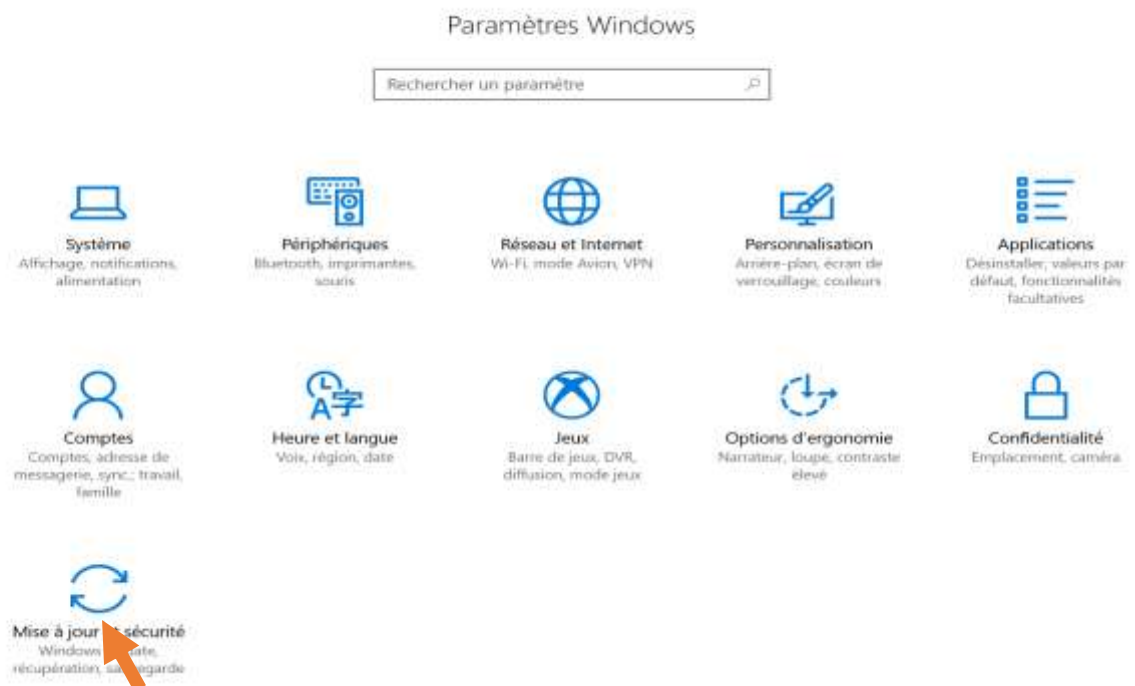 Paramètres Windows
Rechercher un paramètre
Système
Affichage, notifications,
alimentation
Périphériques
Bluetooth, imprimantes,
souris
Réseau et Internet
Wi-Fi, mode Avion, VPN
Personnalisation
Arrière-plan, écran de
verrouillage, couleurs
Applications
Désinstaller, valeurs par
défaut, fonctionnalités
facultatives
Comptes
Comptes, adresse de
messagerie, sync., travail,
famille
Heure et langue
Voix, région, date
Jeux
Barre de jeux, DVR,
diffusion, mode jeux
Options d'ergonomie
Narrateur, loupe, contraste
élevé
Confidentialité
Emplacement, caméra
Mise à jour et sécurité
Windows
récupération, sauvegarde